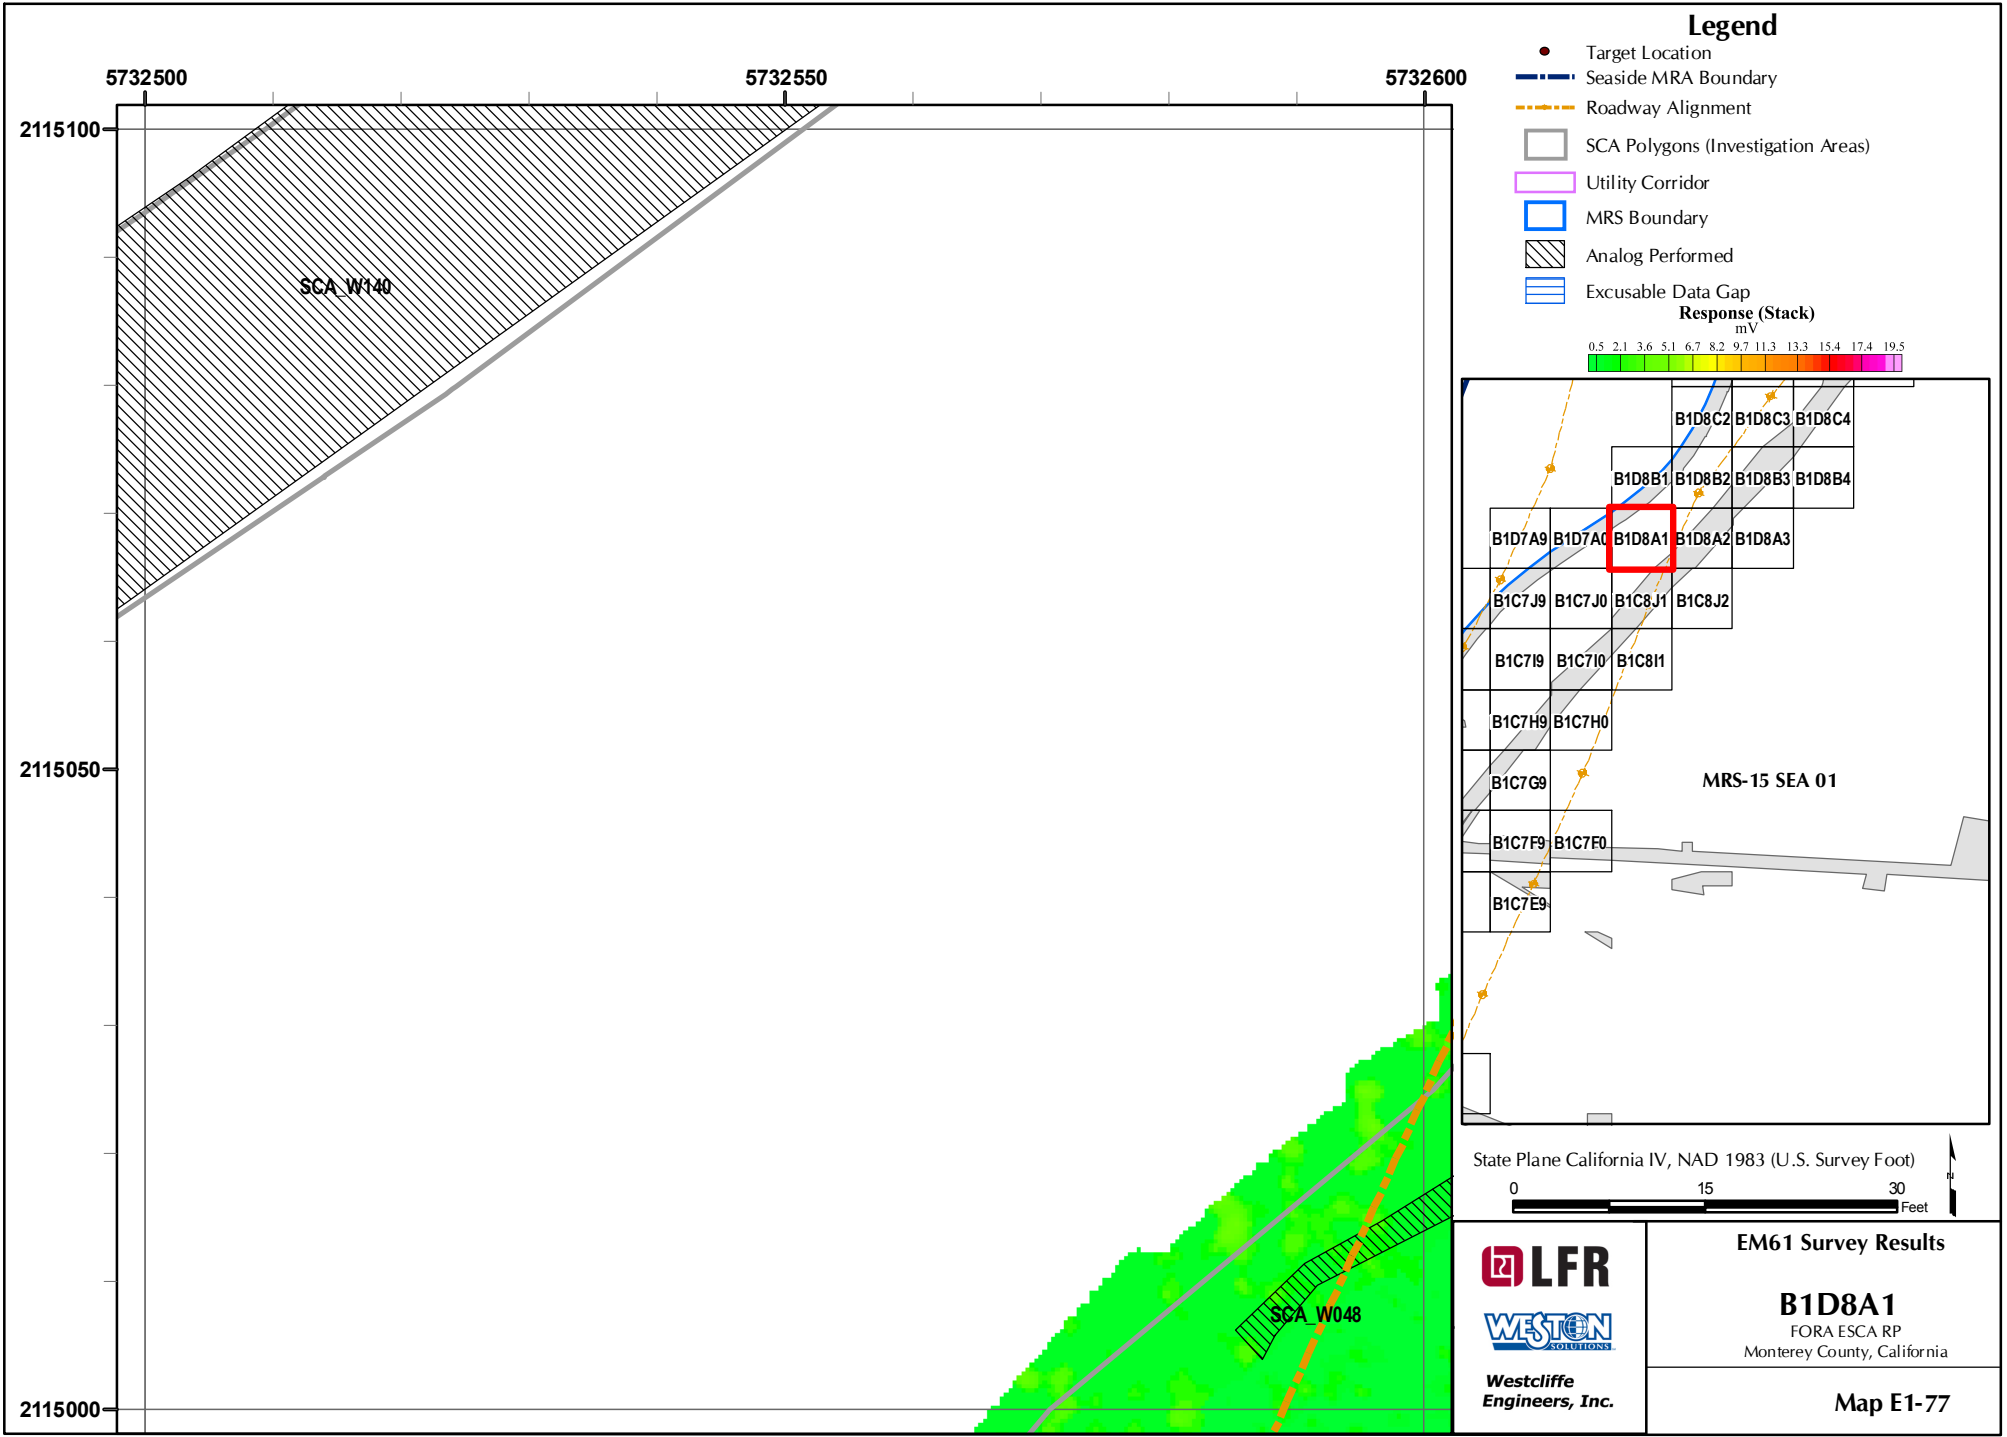 5732500 5732550 5732600
2115100
2115050
2115000
SCA_W140
SCA_W048
Legend
Target Location
Seaside MRA Boundary
Roadway Alignment
SCA Polygons (Investigation Areas)
Utility Corridor
MRS Boundary
Analog Performed
Excusable Data Gap
Response (Stack)
mV
0.5 2.1 3.6 5.1 6.7 8.2 9.7 11.3 13.3 15.4 17.4 19.5
B1D8C2 B1D8C3 B1D8C4
B1D8B1 B1D8B2 B1D8B3 B1D8B4
B1D7A9 B1D7A0 B1D8A1 B1D8A2 B1D8A3
B1C7J9 B1C7J0 B1C8J1 B1C8J2
B1C7I9 B1C7I0 B1C8I1
B1C7H9 B1C7H0
B1C7G9
MRS-15 SEA 01
B1C7F9 B1C7F0
B1C7E9
State Plane California IV, NAD 1983 (U.S. Survey Foot)
0 15 30
Feet
N
LFR
WESTON
SOLUTIONS
Westcliffe
Engineers, Inc.
EM61 Survey Results
B1D8A1
FORA ESCA RP
Monterey County, California
Map E1-77